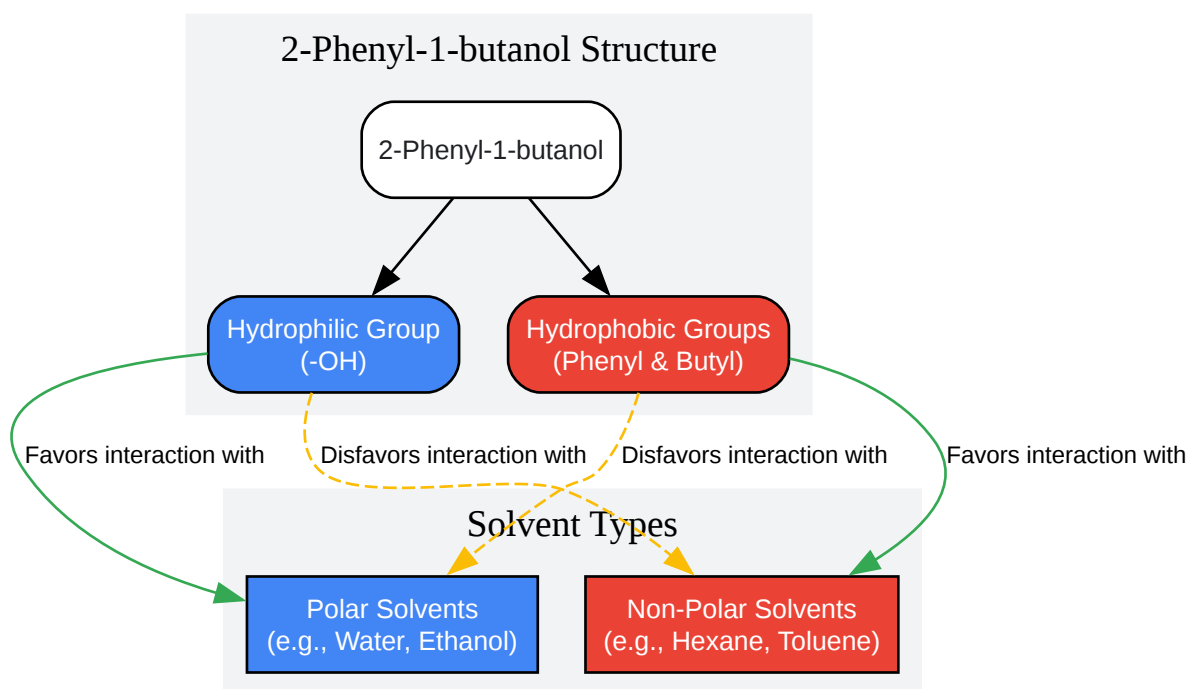 2-Phenyl-1-butanol Structure
2-Phenyl-1-butanol
Hydrophilic Group
(-OH)
Hydrophobic Groups
(Phenyl & Butyl)
Favors interaction with
Disfavors interaction with
Disfavors interaction with
Favors interaction with
Solvent Types
Polar Solvents
(e.g., Water, Ethanol)
Non-Polar Solvents
(e.g., Hexane, Toluene)